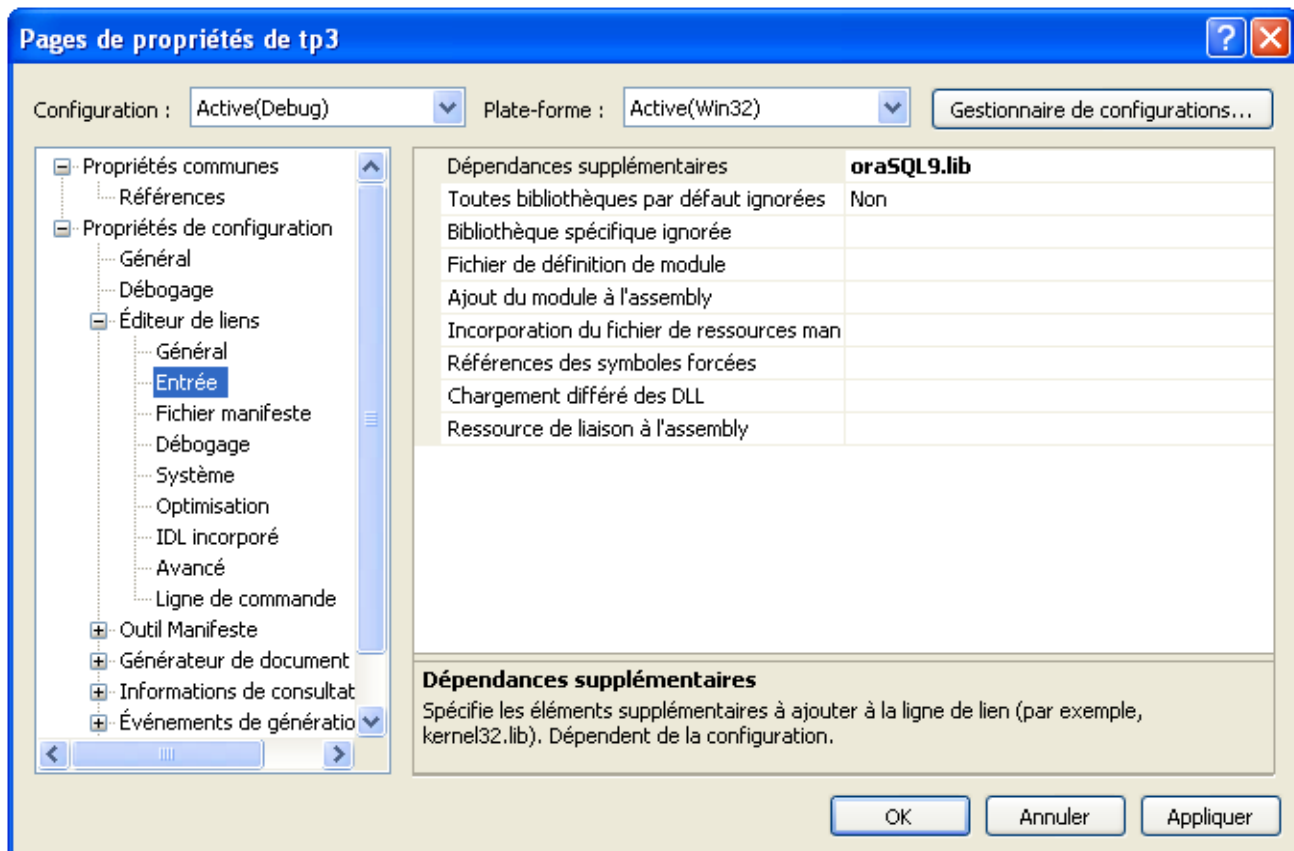 Pages de propriétés de tp3
Configuration : Active(Debug) Plate-forme : Active(Win32) Gestionnaire de configurations...
Propriétés communes
Références
Propriétés de configuration
Général
Débogage
Éditeur de liens
Général
Entrée
Fichier manifeste
Débogage
Système
Optimisation
IDL incorporé
Avancé
Ligne de commande
Outil Manifeste
Générateur de document
Informations de consultat
Événements de génératio
Dépendances supplémentaires oraSQL9.lib
Toutes bibliothèques par défaut ignorées Non
Bibliothèque spécifique ignorée
Fichier de définition de module
Ajout du module à l'assembly
Incorporation du fichier de ressources man
Références des symboles forcées
Chargement différé des DLL
Ressource de liaison à l'assembly
Dépendances supplémentaires
Spécifie les éléments supplémentaires à ajouter à la ligne de lien (par exemple,
kernel32.lib). Dépendent de la configuration.
OK Annuler Appliquer